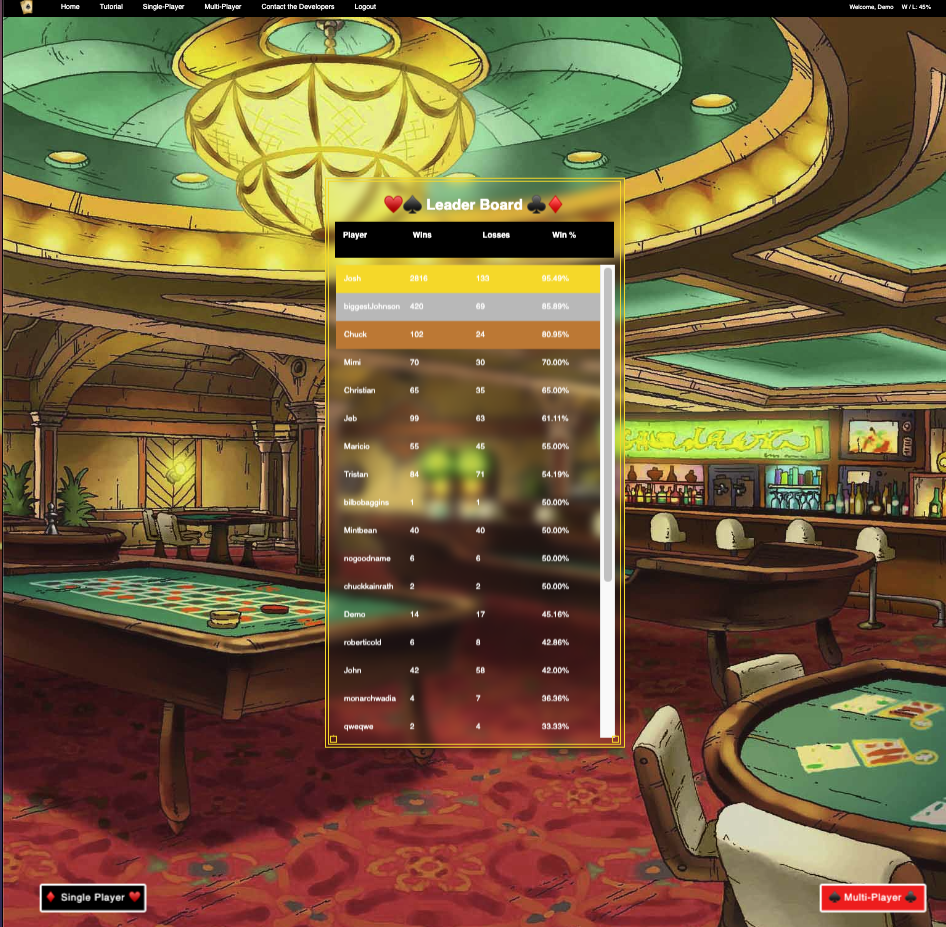 Home Tutorial Single-Player Multi-Player Contact the Developers Logout Welcome, Demo W / L: 45%
♥️♠️ Leader Board ♣️♦️
Player Wins Losses Win %
Josh 2816 133 95.49%
biggestJohnson 420 69 85.89%
Chuck 102 24 80.95%
Mimi 70 30 70.00%
Christian 65 35 65.00%
Jeb 99 63 61.11%
Maricio 55 45 55.00%
Tristan 84 71 54.19%
bilbobaggins 1 1 50.00%
Mintbean 40 40 50.00%
nogoodname 6 6 50.00%
chuckkainrath 2 2 50.00%
Demo 14 17 45.16%
roberticold 6 8 42.86%
John 42 58 42.00%
monarchwadia 4 7 36.36%
qweqwe 2 4 33.33%
♦️ Single Player ♥️
♣️ Multi-Player ♠️